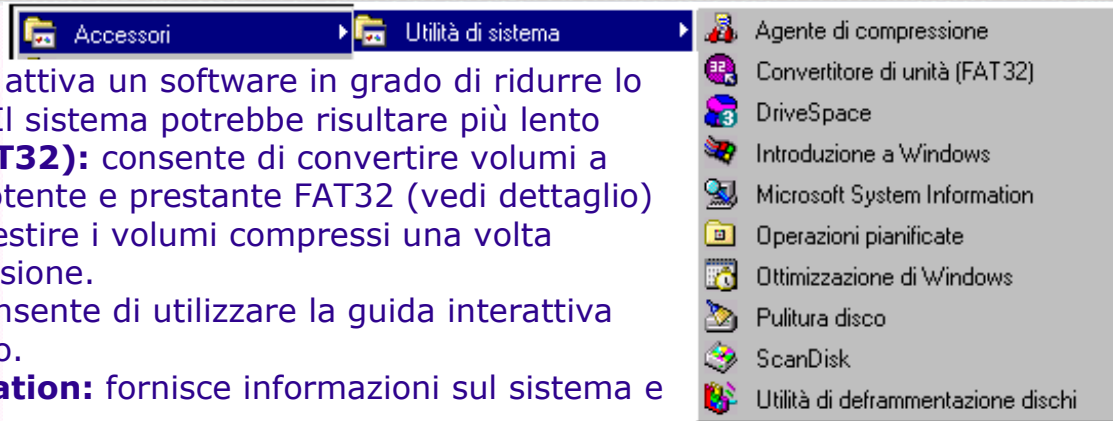 Accessori
Utilità di sistema
Agente di compressione
Convertitore di unità (FAT32)
DriveSpace
Introduzione a Windows
Microsoft System Information
Operazioni pianificate
Ottimizzazione di Windows
Pulitura disco
ScanDisk
Utilità di deframmentazione dischi
attiva un software in grado di ridurre lo
Il sistema potrebbe risultare più lento
T32): consente di convertire volumi a
otente e prestante FAT32 (vedi dettaglio)
estire i volumi compressi una volta
sione.
nsente di utilizzare la guida interattiva
o.
ation: fornisce informazioni sul sistema e